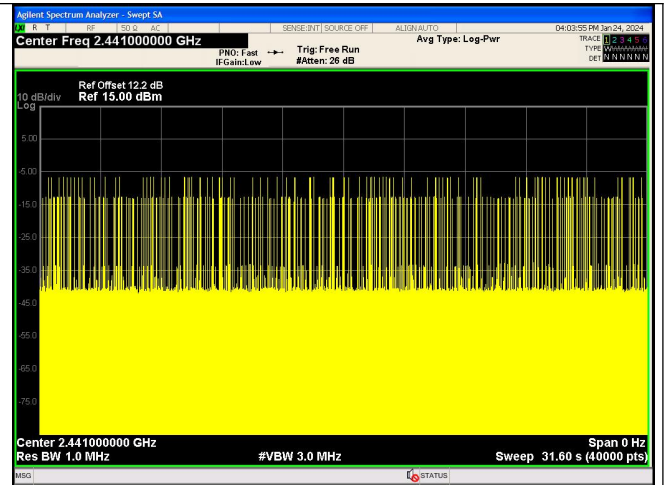 Agilent Spectrum Analyzer - Swept SA
LXI R T RF 50 Ω AC SENSE:INT SOURCE OFF ALIGN AUTO 04:03:55 PM Jan 24, 2024
Center Freq 2.441000000 GHz
PNO: Fast
IFGain:Low
Trig: Free Run
#Atten: 26 dB
Avg Type: Log-Pwr
TRACE 1 2 3 4 5 6
TYPE W
DET N N N N N N
Ref Offset 12.2 dB
10 dB/div Ref 15.00 dBm
Log
5.00
-5.00
-15.0
-25.0
-35.0
-45.0
-55.0
-65.0
-75.0
Center 2.441000000 GHz Span 0 Hz
Res BW 1.0 MHz #VBW 3.0 MHz Sweep 31.60 s (40000 pts)
MSG STATUS